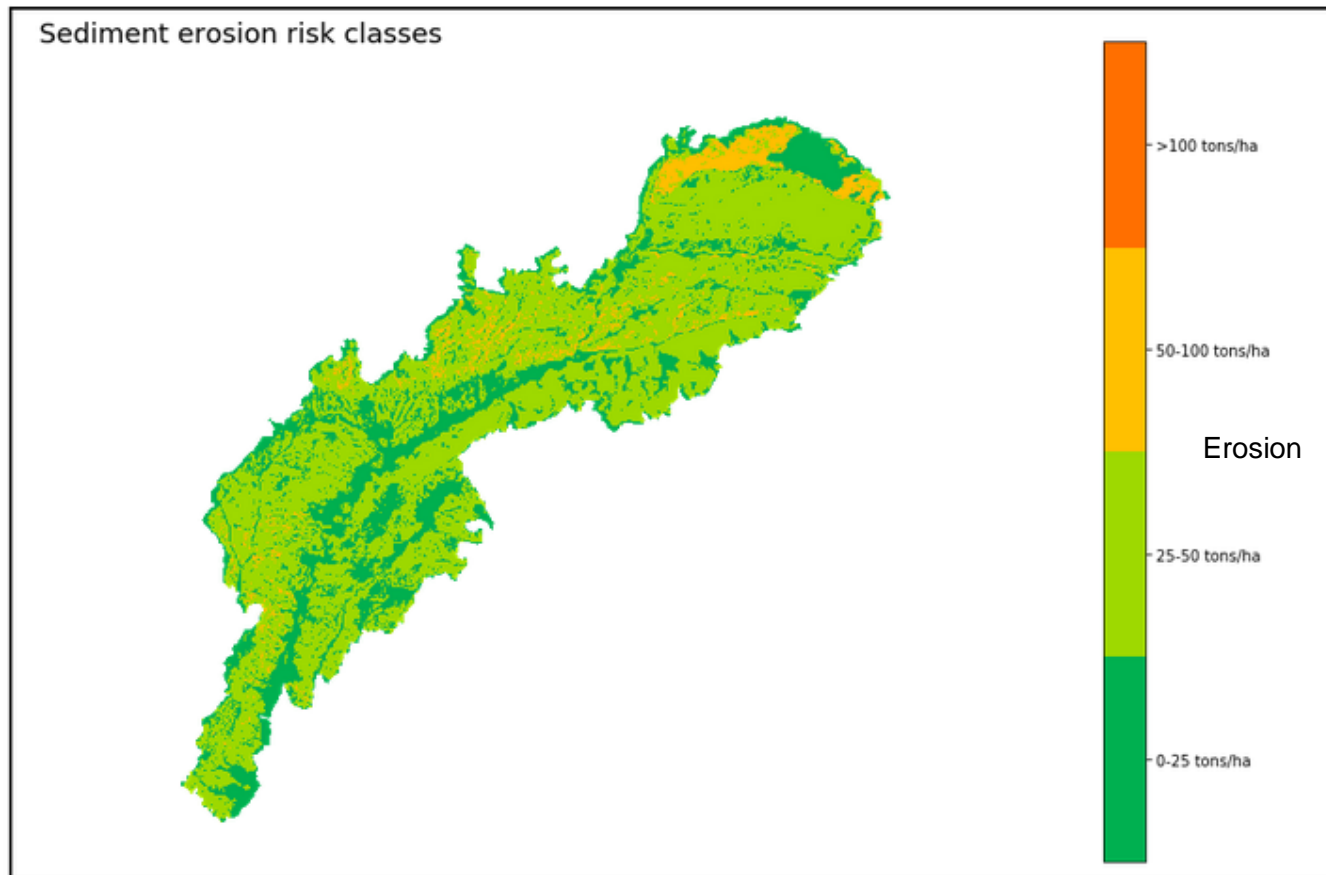 Sediment erosion risk classes
>100 tons/ha
50-100 tons/ha
Erosion
25-50 tons/ha
0-25 tons/ha